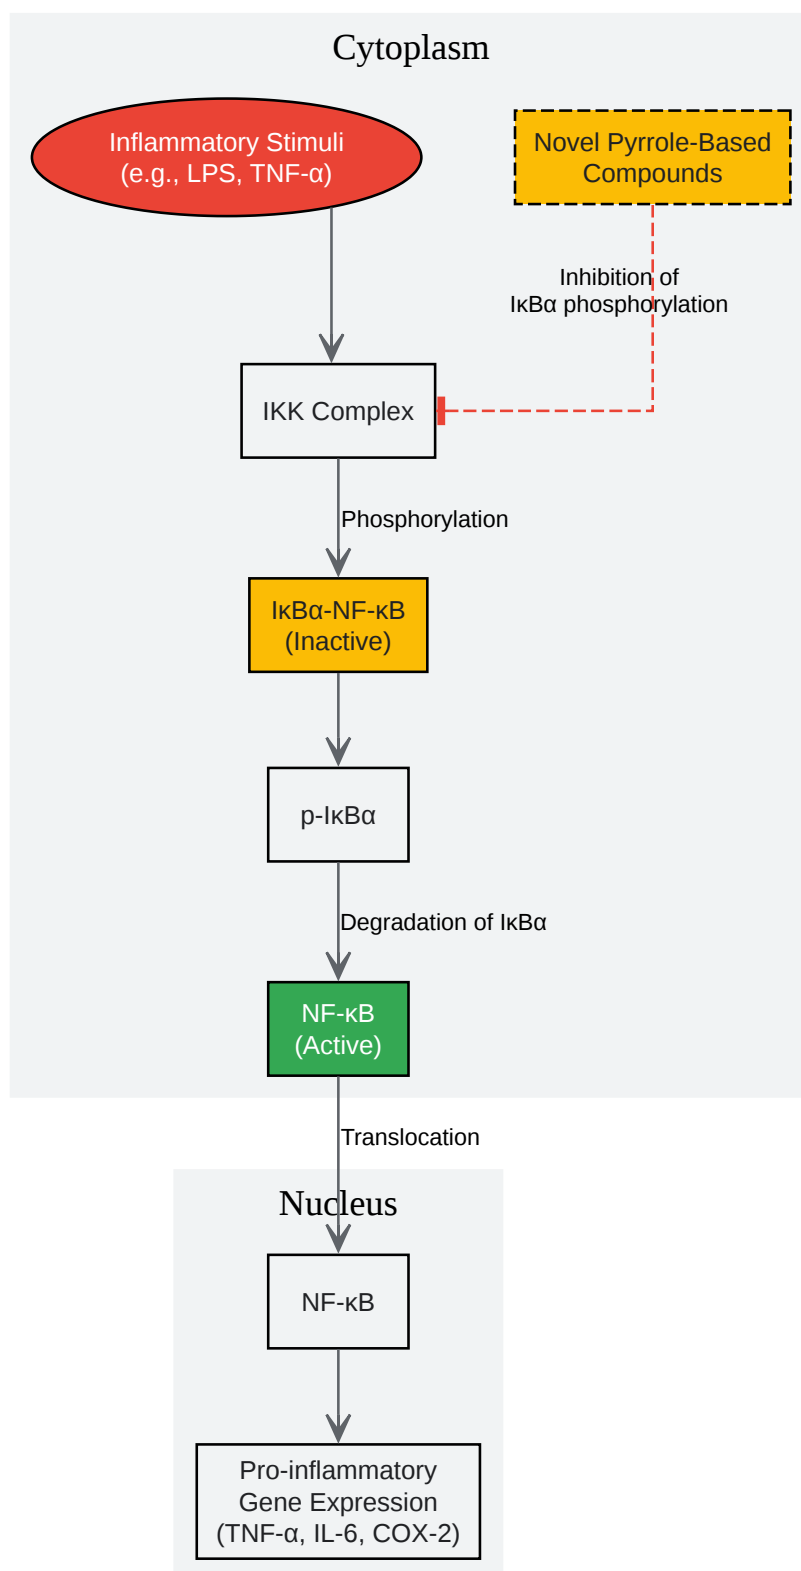 Cytoplasm
Inflammatory Stimuli
(e.g., LPS, TNF-α)
Novel Pyrrole-Based
Compounds
Inhibition of
IκBα phosphorylation
IKK Complex
Phosphorylation
IκBα-NF-κB
(Inactive)
p-IκBα
Degradation of IκBα
NF-κB
(Active)
Translocation
Nucleus
NF-κB
Pro-inflammatory
Gene Expression
(TNF-α, IL-6, COX-2)